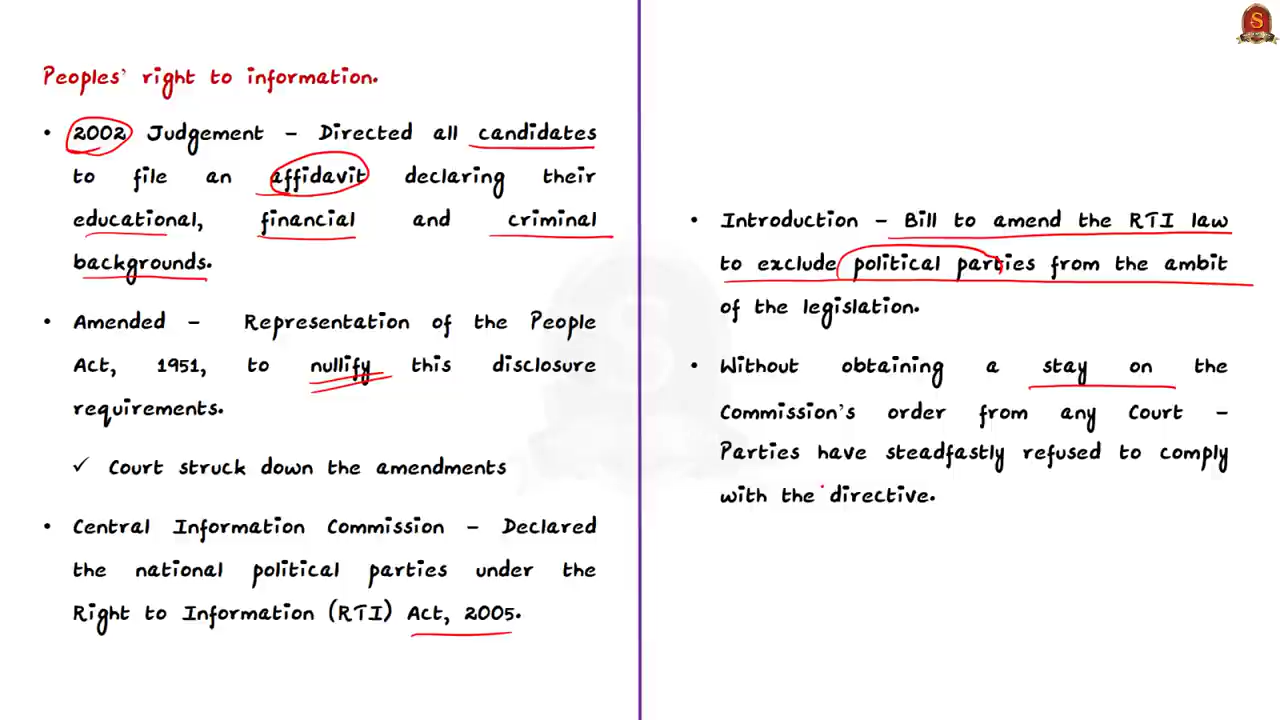 Peoples' right to information.
• 2002 Judgement – Directed all candidates
to file an affidavit declaring their
educational, financial and criminal
backgrounds.
• Amended – Representation of the People
Act, 1951, to nullify this disclosure
requirements.
✓ Court struck down the amendments
• Central Information Commission – Declared
the national political parties under the
Right to Information (RTI) Act, 2005.
• Introduction – Bill to amend the RTI law
to exclude political parties from the ambit
of the legislation.
• Without obtaining a stay on the
Commission's order from any Court –
Parties have steadfastly refused to comply
with the directive.